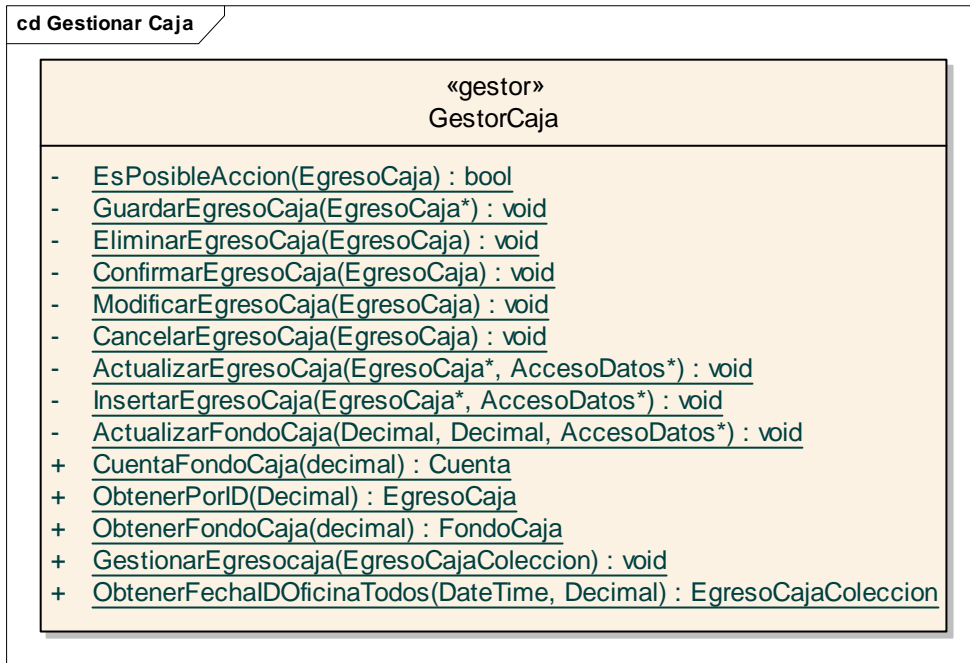 cd Gestionar Caja
«gestor»
GestorCaja
- EsPosibleAccion(EgresoCaja) : bool
- GuardarEgresoCaja(EgresoCaja*) : void
- EliminarEgresoCaja(EgresoCaja) : void
- ConfirmarEgresoCaja(EgresoCaja) : void
- ModificarEgresoCaja(EgresoCaja) : void
- CancelarEgresoCaja(EgresoCaja) : void
- ActualizarEgresoCaja(EgresoCaja*, AccesoDatos*) : void
- InsertarEgresoCaja(EgresoCaja*, AccesoDatos*) : void
- ActualizarFondoCaja(Decimal, Decimal, AccesoDatos*) : void
+ CuentaFondoCaja(decimal) : Cuenta
+ ObtenerPorID(Decimal) : EgresoCaja
+ ObtenerFondoCaja(decimal) : FondoCaja
+ GestionarEgresocaja(EgresoCajaColeccion) : void
+ ObtenerFechaIDOficinaTodos(DateTime, Decimal) : EgresoCajaColeccion